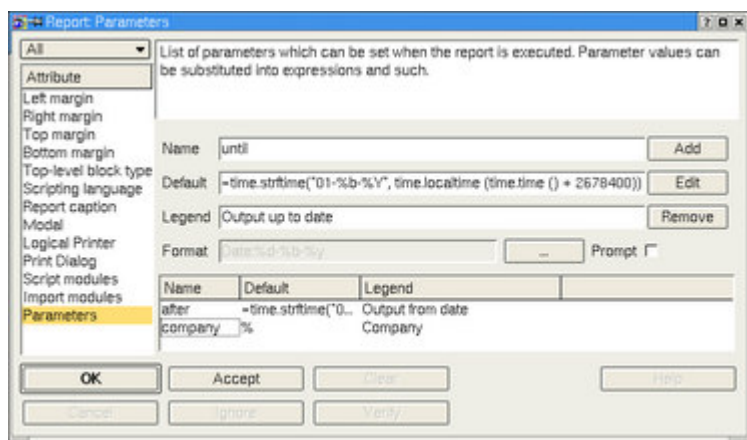 Report: Parameters
All
Attribute
Left margin
Right margin
Top margin
Bottom margin
Top-level block type
Scripting language
Report caption
Modal
Logical Printer
Print Dialog
Script modules
Import modules
Parameters
List of parameters which can be set when the report is executed. Parameter values can
be substituted into expressions and such.
Name until Add
Default =time.strftime("01-%b-%Y", time.localtime (time.time () + 2678400)) Edit
Legend Output up to date Remove
Format Date:%d-%b-%y ... Prompt
Name Default Legend
after =time.strftime("0... Output from date
company % Company
OK Accept Clear Help
Cancel Ignore Verify